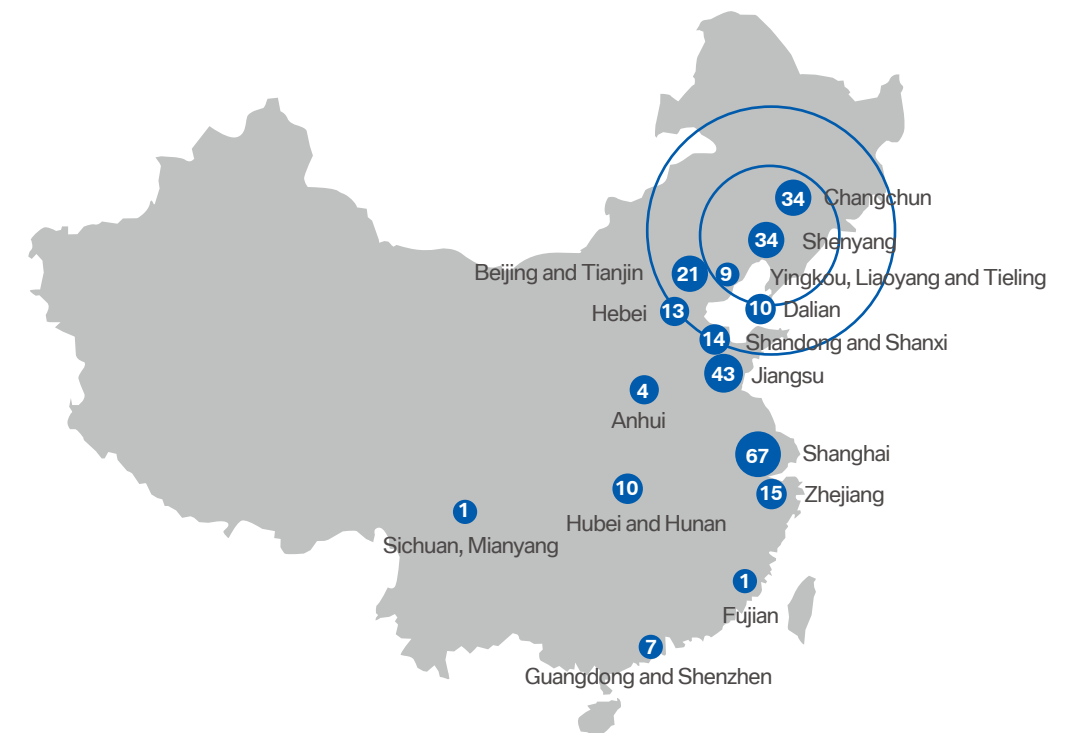 34
Changchun
34
Shenyang
Beijing and Tianjin
21
9
Yingkou, Liaoyang and Tieling
Hebei
13
10
Dalian
14
Shandong and Shanxi
43
Jiangsu
4
Anhui
67
Shanghai
10
Hubei and Hunan
15
Zhejiang
1
Sichuan, Mianyang
1
Fujian
7
Guangdong and Shenzhen